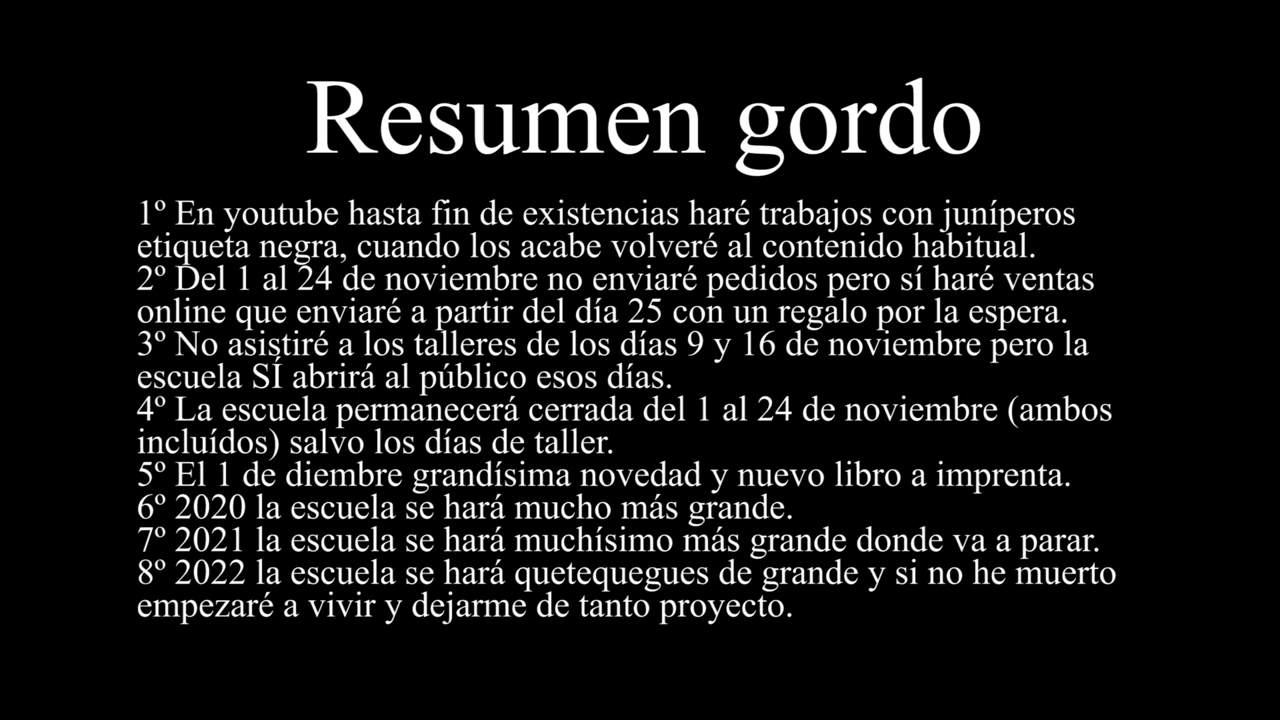 Resumen gordo
1º En youtube hasta fin de existencias haré trabajos con juníperos
etiqueta negra, cuando los acabe volveré al contenido habitual.
2º Del 1 al 24 de noviembre no enviaré pedidos pero sí haré ventas
online que enviaré a partir del día 25 con un regalo por la espera.
3º No asistiré a los talleres de los días 9 y 16 de noviembre pero la
escuela SÍ abrirá al público esos días.
4º La escuela permanecerá cerrada del 1 al 24 de noviembre (ambos
incluídos) salvo los días de taller.
5º El 1 de diembre grandísima novedad y nuevo libro a imprenta.
6º 2020 la escuela se hará mucho más grande.
7º 2021 la escuela se hará muchísimo más grande donde va a parar.
8º 2022 la escuela se hará quetequegues de grande y si no he muerto
empezaré a vivir y dejarme de tanto proyecto.